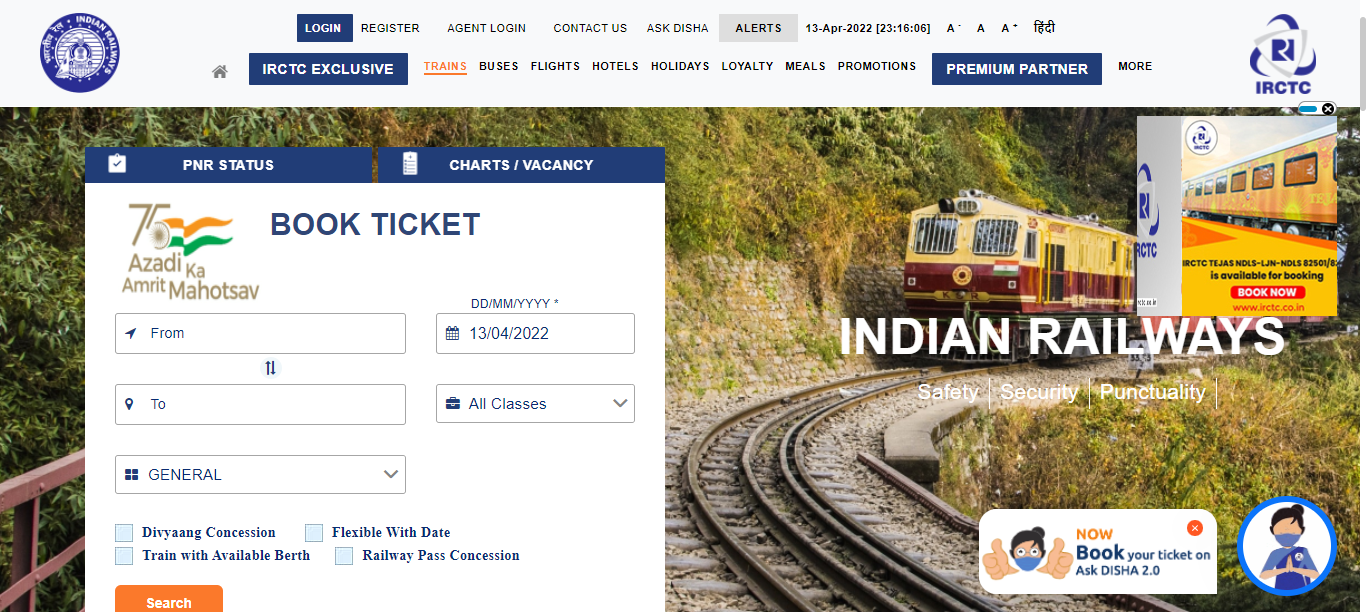 INDIAN RAILWAYS
भारतीय रेल
LOGIN REGISTER AGENT LOGIN CONTACT US ASK DISHA ALERTS 13-Apr-2022 [23:16:06] A - A A + हिंदी
IRCTC EXCLUSIVE TRAINS BUSES FLIGHTS HOTELS HOLIDAYS LOYALTY MEALS PROMOTIONS PREMIUM PARTNER MORE
IRCTC
PNR STATUS
CHARTS / VACANCY
75
Azadi Ka
Amrit Mahotsav
BOOK TICKET
DD/MM/YYYY *
From
13/04/2022
To
All Classes
GENERAL
Divyaang Concession
Flexible With Date
Train with Available Berth
Railway Pass Concession
Search
IRCTC
IRCTC TEJAS NDLS-LJN-NDLS 82501/82
is available for booking
BOOK NOW
www.irctc.co.in
INDIAN RAILWAYS
Safety | Security | Punctuality |
NOW
Book your ticket on
Ask DISHA 2.0